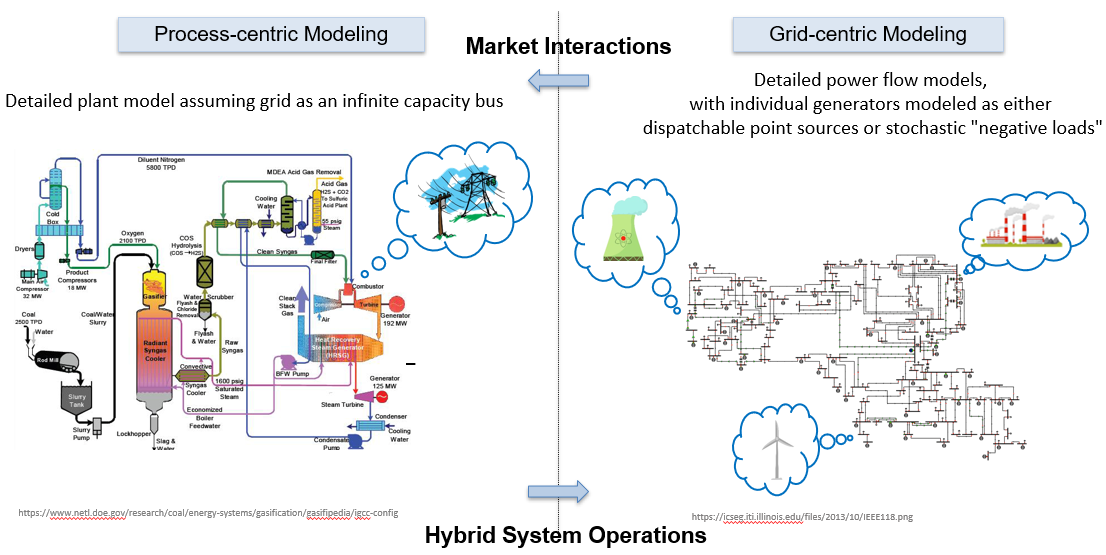 Process-centric Modeling
Market Interactions
Grid-centric Modeling
Detailed plant model assuming grid as an infinite capacity bus
Detailed power flow models,
with individual generators modeled as either
dispatchable point sources or stochastic "negative loads"
Diluent Nitrogen
5800 TPD
MDEA Acid Gas Removal
Acid Gas
H2S + CO2
To Sulfuric
Acid Plant
Cooling
Water
55 psig
Steam
Cold
Box
Oxygen
2100 TPD
COS
Hydrolysis
(COS →H2S)
Clean Syngas
Final Filter
Dryers
Product
Compressors
18 MW
Main Air
Compressor
32 MW
Gasifier
Combustor
Compressor
Turbine
Air
Generator
192 MW
Water Scrubber
Flyash &
Chloride
Removal
Flyash
& Water
Clean
Stack
Gas
Coal
2500 TPD
Water
Coal/Water
Slurry
Raw
Syngas
Heat Recovery
Steam Generator
(HRSG)
Rod Mill
Radiant
Syngas
Cooler
Convective
Syngas
Cooler
BFW Pump
1600 psig
Saturated
Steam
Generator
125 MW
Steam Turbine
Slurry
Tank
Economized
Boiler
Feedwater
Condenser
Cooling
Water
Slurry
Pump
Lockhopper
Slag &
Water
Condensate
Pump
https://www.netl.doe.gov/research/coal/energy-systems/gasification/gasifipedia/igcc-config
https://icseg.iti.illinois.edu/files/2013/10/IEEE118.png
Hybrid System Operations